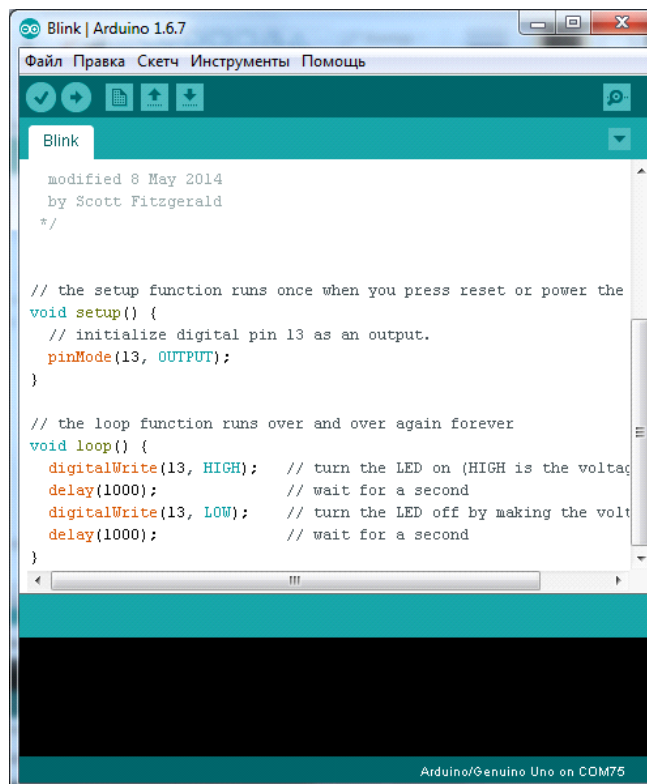 Blink | Arduino 1.6.7
Файл Правка Скетч Инструменты Помощь
Blink
modified 8 May 2014
by Scott Fitzgerald
*/
// the setup function runs once when you press reset or power the
void setup() {
// initialize digital pin 13 as an output.
pinMode(13, OUTPUT);
}
// the loop function runs over and over again forever
void loop() {
digitalWrite(13, HIGH);   // turn the LED on (HIGH is the voltag
delay(1000);              // wait for a second
digitalWrite(13, LOW);    // turn the LED off by making the volt
delay(1000);              // wait for a second
}
Arduino/Genuino Uno on COM75